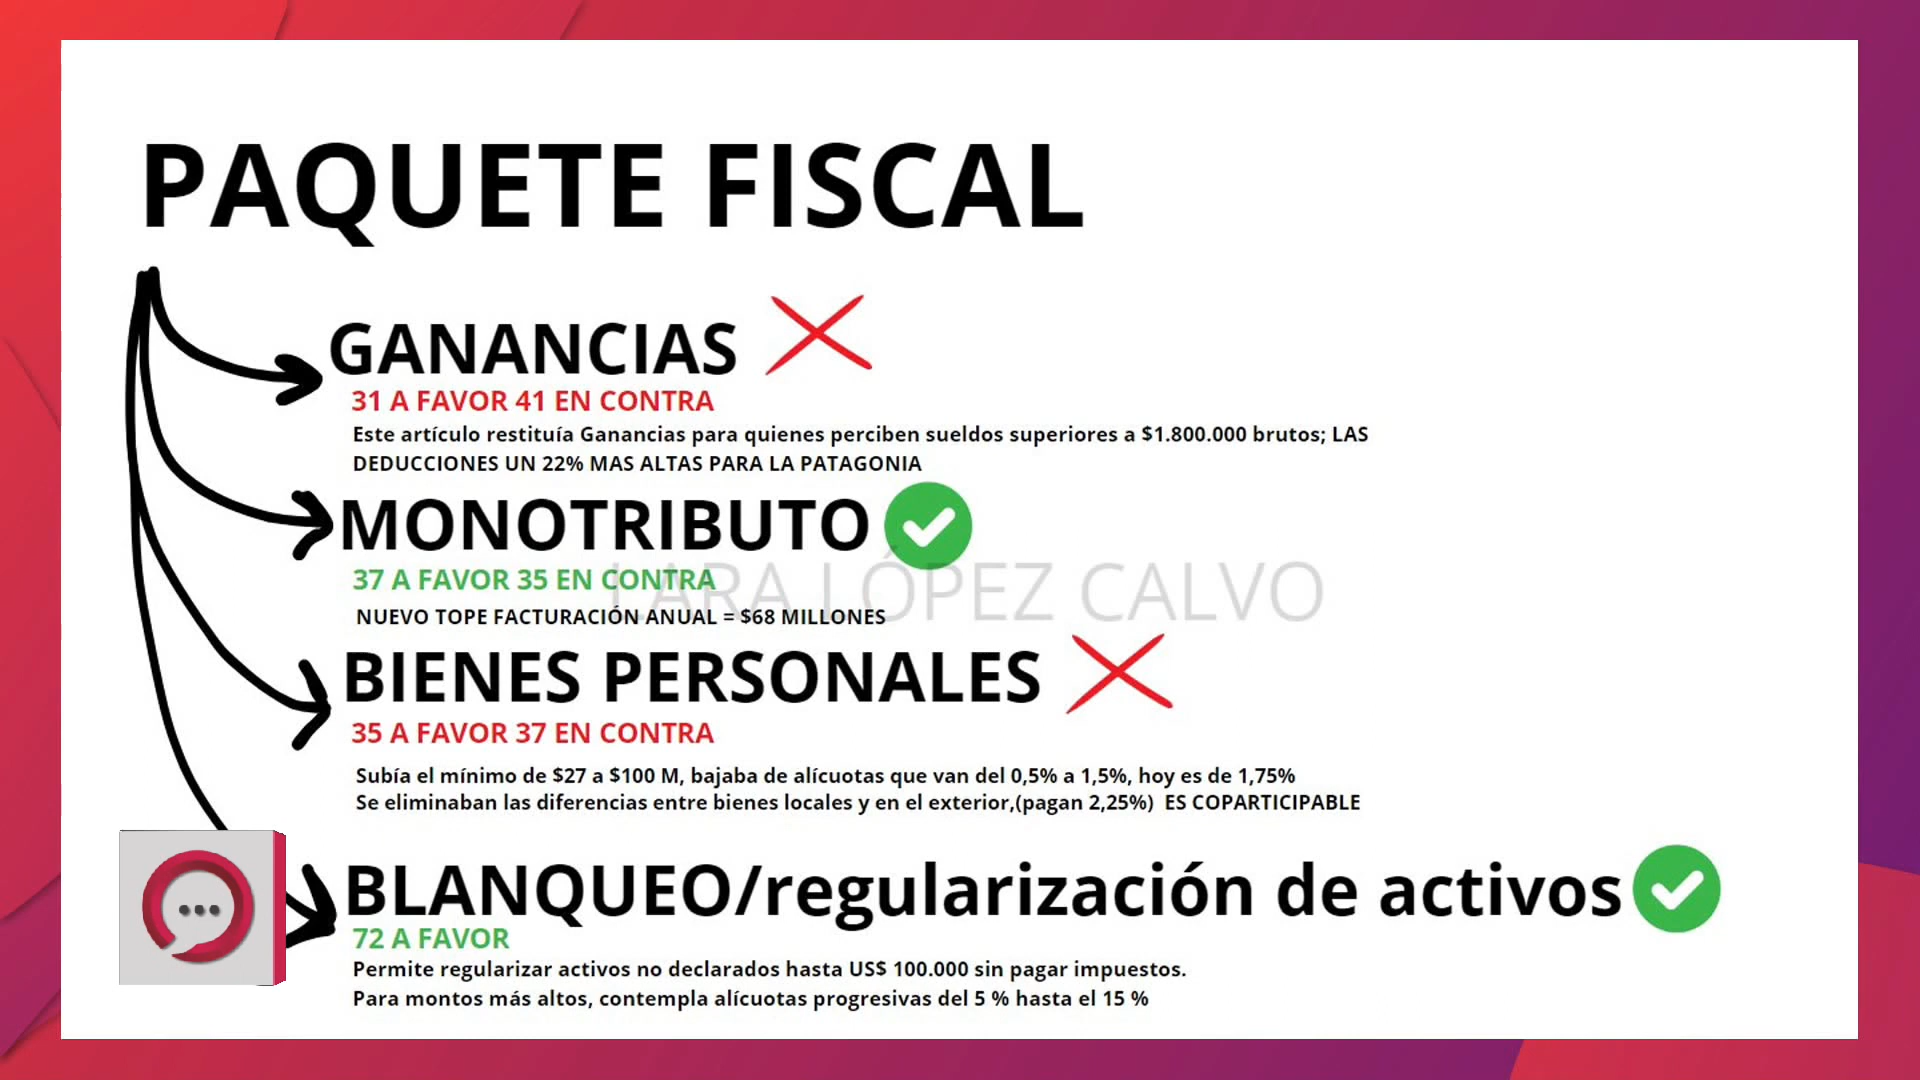 PAQUETE FISCAL
GANANCIAS
31 A FAVOR 41 EN CONTRA
Este artículo restituía Ganancias para quienes perciben sueldos superiores a $1.800.000 brutos; LAS
DEDUCCIONES UN 22% MAS ALTAS PARA LA PATAGONIA
MONOTRIBUTO
37 A FAVOR 35 EN CONTRA
LARA LÓPEZ CALVO
NUEVO TOPE FACTURACIÓN ANUAL = $68 MILLONES
BIENES PERSONALES
35 A FAVOR 37 EN CONTRA
Subía el mínimo de $27 a $100 M, bajaba de alícuotas que van del 0,5% a 1,5%, hoy es de 1,75%
Se eliminaban las diferencias entre bienes locales y en el exterior,(pagan 2,25%) ES COPARTICIPABLE
BLANQUEO/regularización de activos
72 A FAVOR
Permite regularizar activos no declarados hasta US$ 100.000 sin pagar impuestos.
Para montos más altos, contempla alícuotas progresivas del 5 % hasta el 15 %